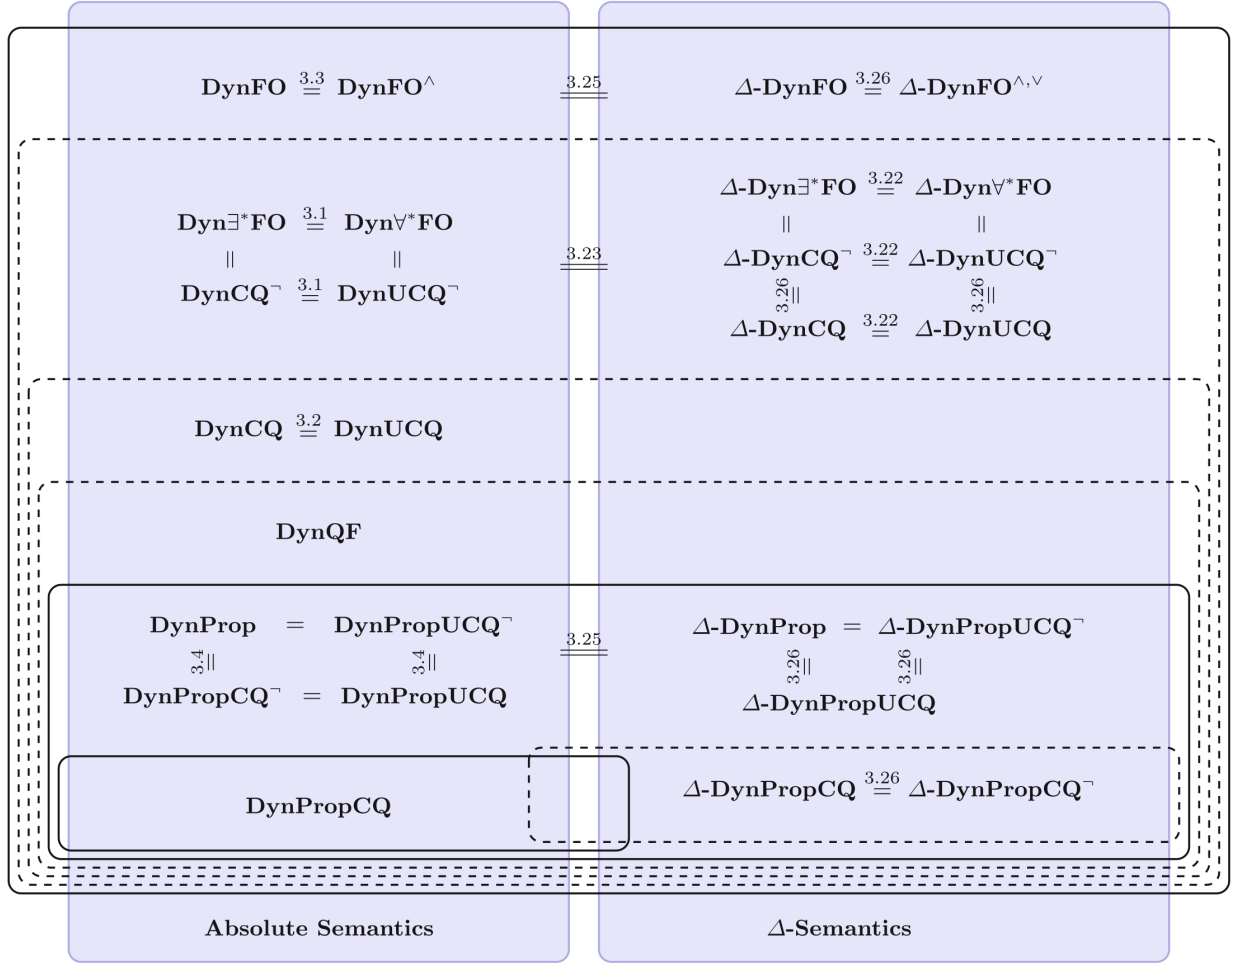 DynFO ≝3.3 DynFO^∧ 3.25 Δ-DynFO =3.26 Δ-DynFO^∧,∨
Δ-Dyn∃*FO =3.22 Δ-Dyn∀*FO
Dyn∃*FO =3.1 Dyn∀*FO
= =
= = 3.23 Δ-DynCQ¬ =3.22 Δ-DynUCQ¬
DynCQ¬ =3.1 DynUCQ¬
3.26= 3.26=
Δ-DynCQ =3.22 Δ-DynUCQ
DynCQ =3.2 DynUCQ
DynQF
DynProp = DynPropUCQ¬ 3.25 Δ-DynProp = Δ-DynPropUCQ¬
3.4= 3.4= 3.26= 3.26=
DynPropCQ¬ = DynPropUCQ Δ-DynPropUCQ
Δ-DynPropCQ =3.26 Δ-DynPropCQ¬
DynPropCQ
Absolute Semantics Δ-Semantics